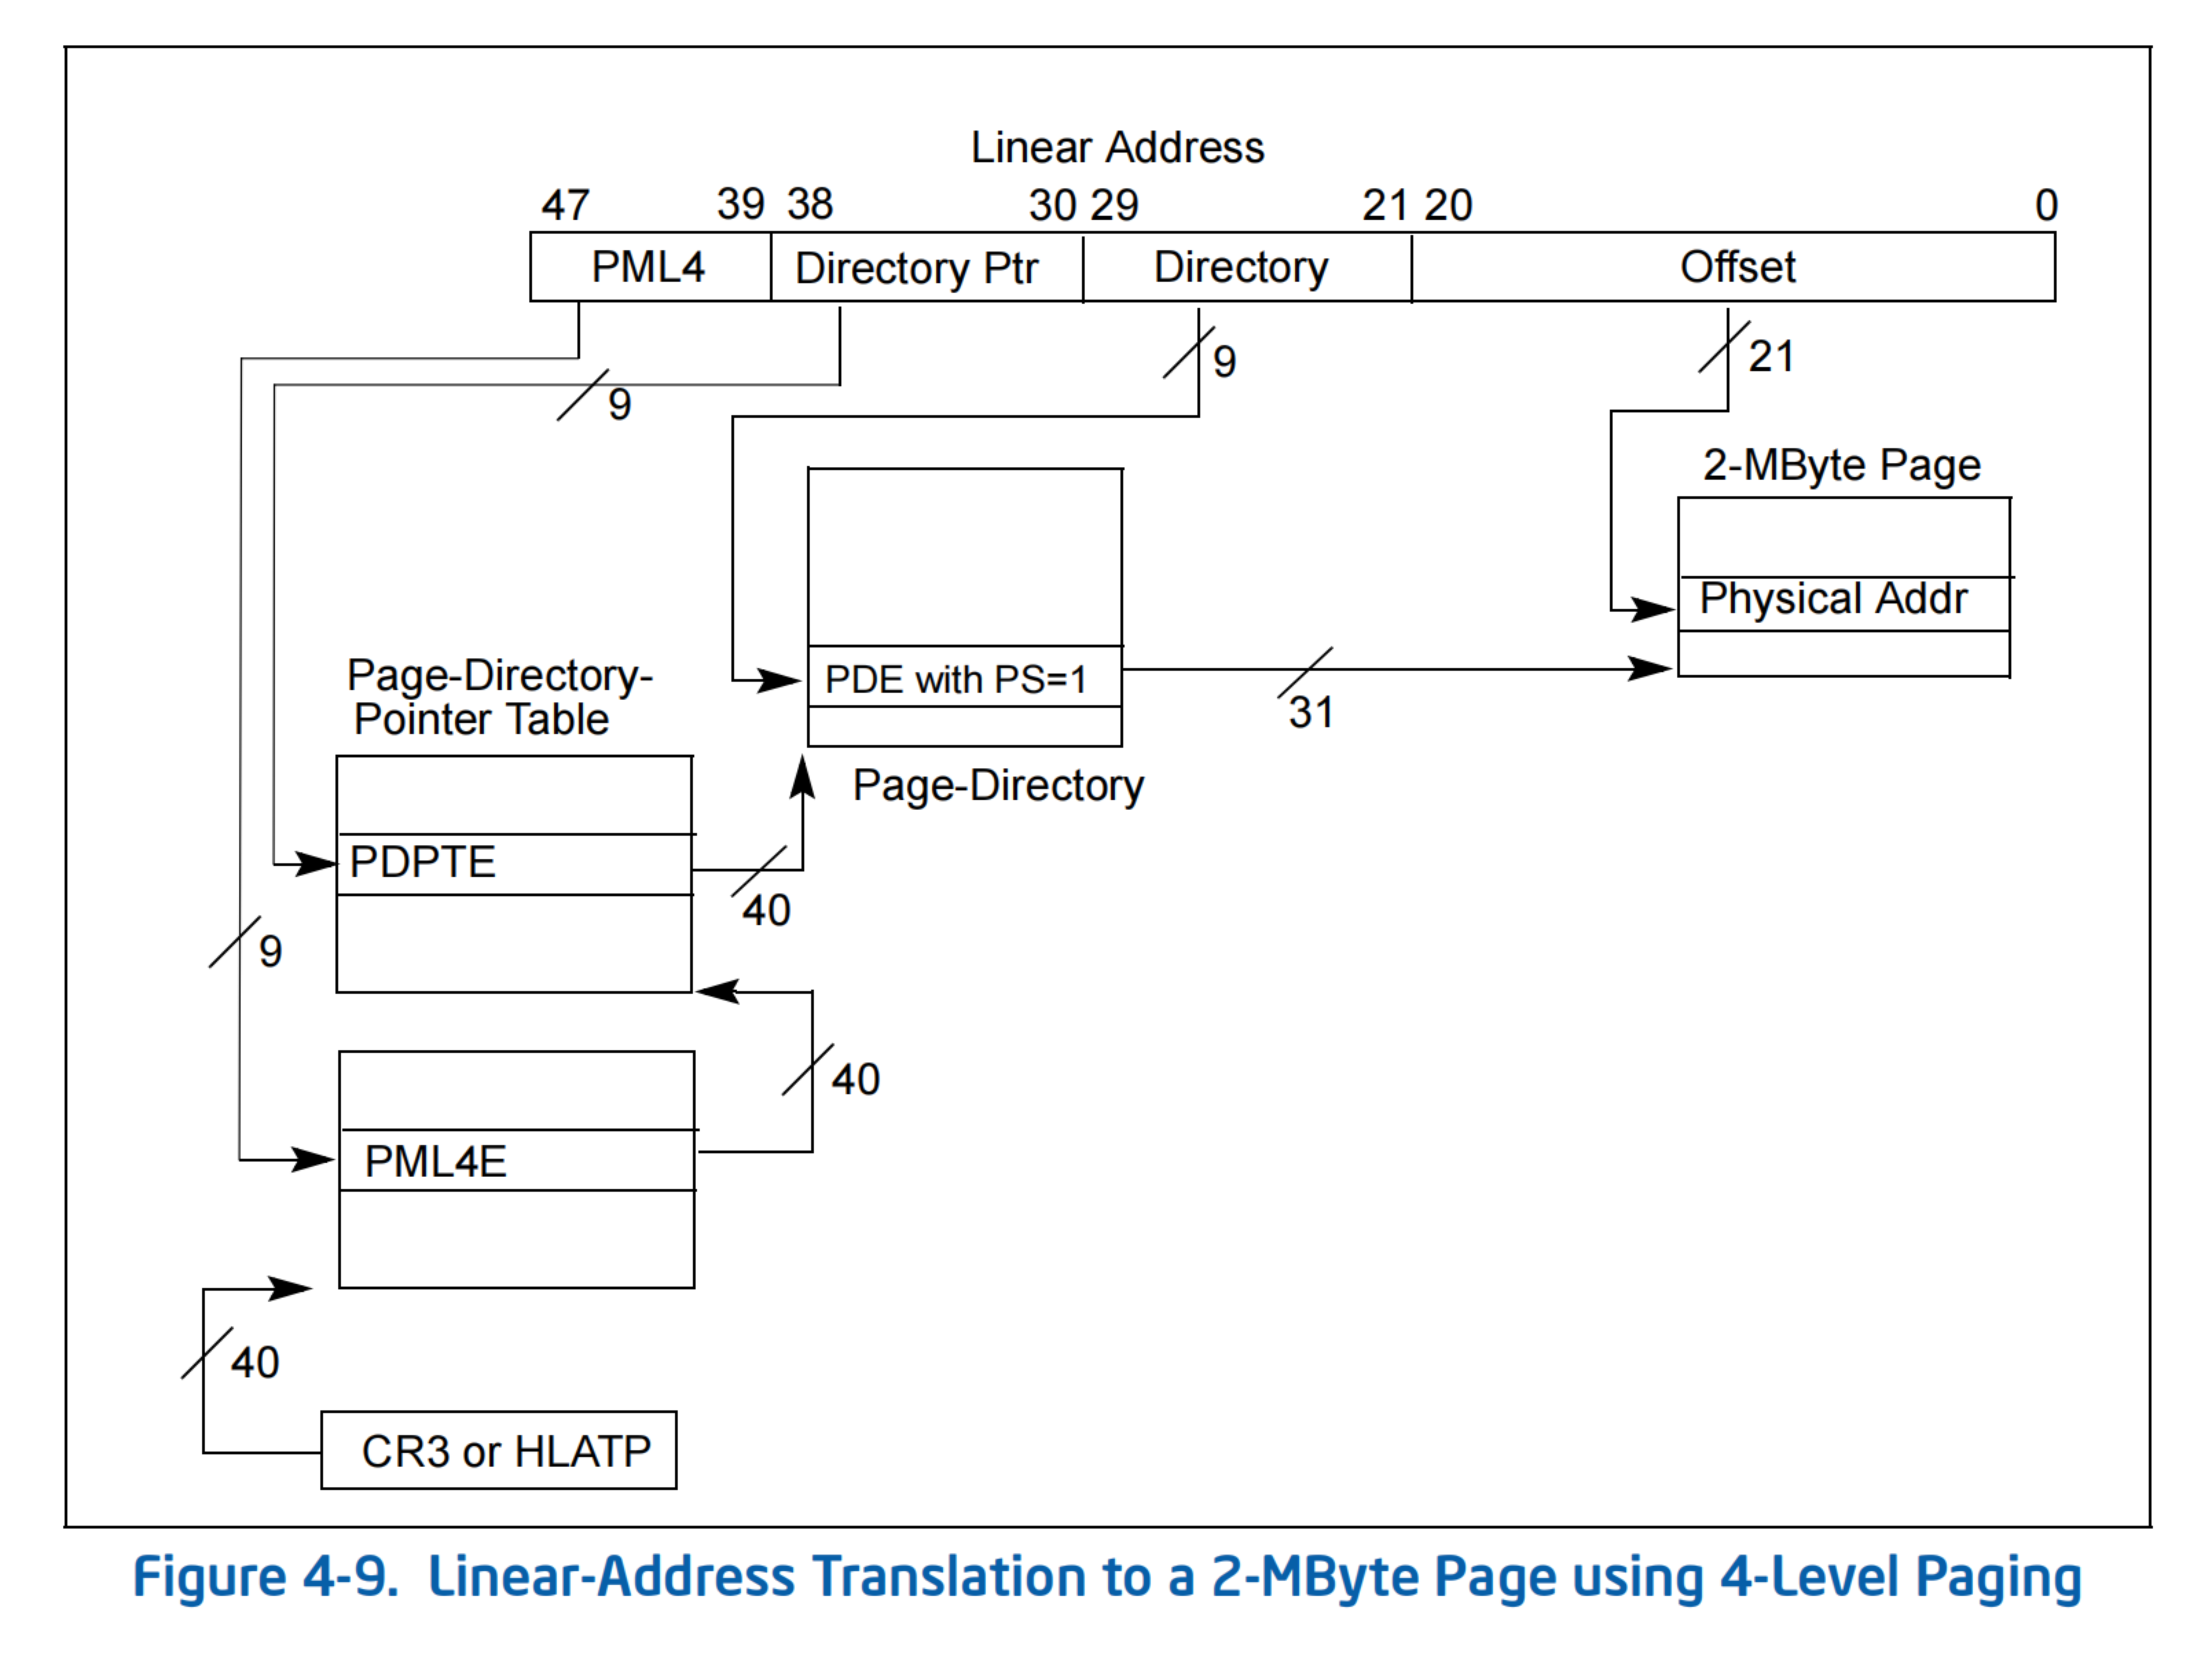 Linear Address
47 39 38 30 29 21 20 0
PML4 Directory Ptr Directory Offset
9 21
9
2-MByte Page
Physical Addr
Page-Directory-
Pointer Table
PDE with PS=1
31
Page-Directory
PDPTE
40
9
40
PML4E
40
CR3 or HLATP
Figure 4-9. Linear-Address Translation to a 2-MByte Page using 4-Level Paging